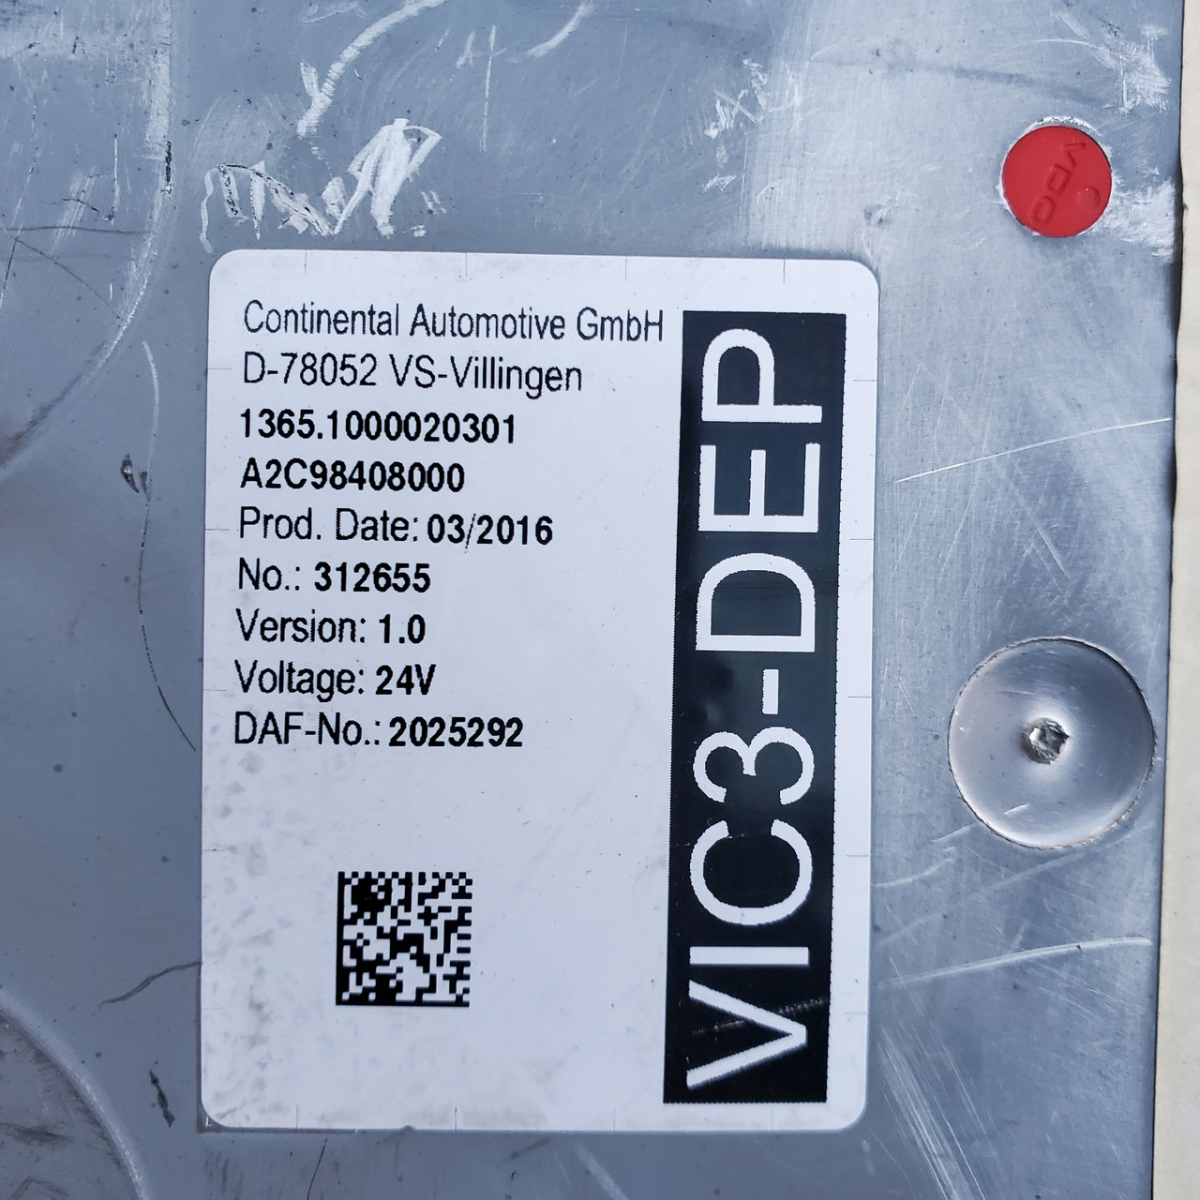 Continental Automotive GmbH
D-78052 VS-Villingen
1365.1000020301
A2C98408000
Prod. Date: 03/2016
No.: 312655
Version: 1.0
Voltage: 24V
DAF-No.: 2025292
VIC3-DEP
VDO